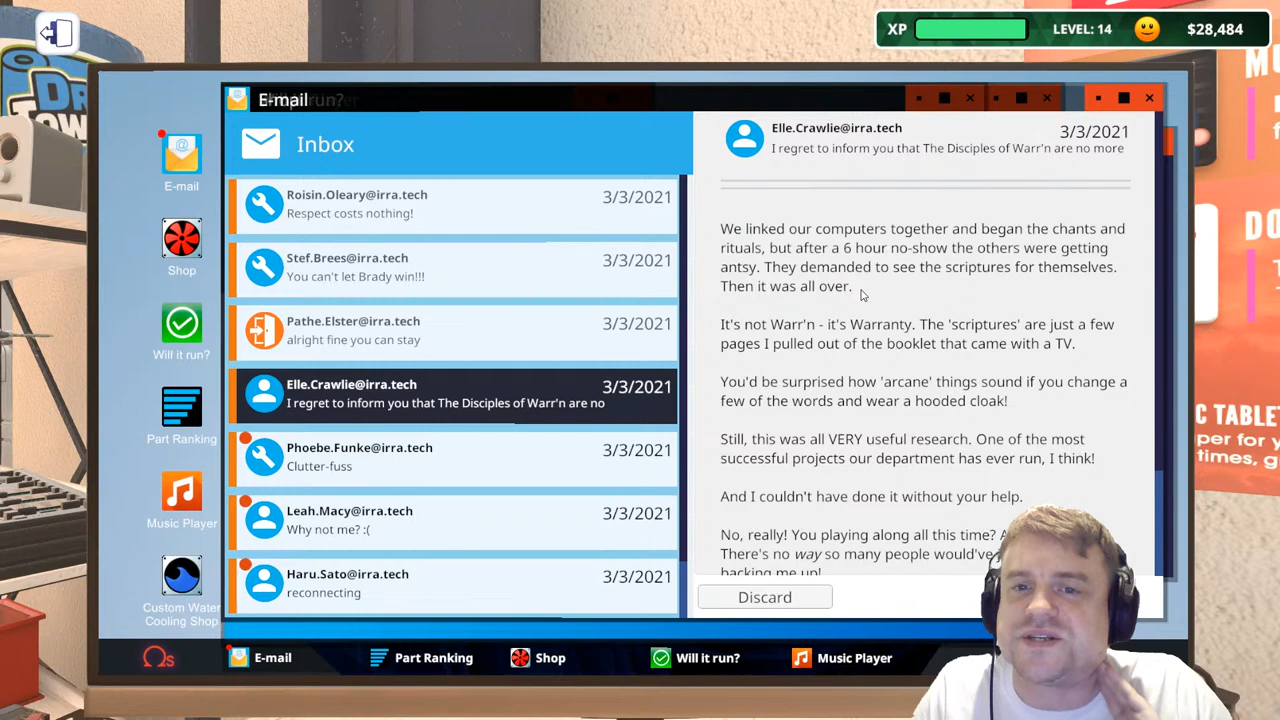 XP
LEVEL: 14
$28,484
E-mail
Inbox
Roisin.Oleary@irra.tech
3/3/2021
Respect costs nothing!
Stef.Brees@irra.tech
3/3/2021
You can't let Brady win!!!
Pathe.Elster@irra.tech
3/3/2021
alright fine you can stay
Elle.Crawlie@irra.tech
3/3/2021
I regret to inform you that The Disciples of Warr'n are no
Phoebe.Funke@irra.tech
3/3/2021
Clutter-fuss
Leah.Macy@irra.tech
3/3/2021
Why not me? :(
Haru.Sato@irra.tech
3/3/2021
reconnecting
Elle.Crawlie@irra.tech
3/3/2021
I regret to inform you that The Disciples of Warr'n are no more
We linked our computers together and began the chants and
rituals, but after a 6 hour no-show the others were getting
antsy. They demanded to see the scriptures for themselves.
Then it was all over.
It's not Warr'n - it's Warranty. The 'scriptures' are just a few
pages I pulled out of the booklet that came with a TV.
You'd be surprised how 'arcane' things sound if you change a
few of the words and wear a hooded cloak!
Still, this was all VERY useful research. One of the most
successful projects our department has ever run, I think!
And I couldn't have done it without your help.
No, really! You playing along all this time?
There's no way so many people would've
backing me up!
Discard
E-mail
Shop
Will it run?
Part Ranking
Music Player
Custom Water
Cooling Shop
E-mail
Part Ranking
Shop
Will it run?
Music Player